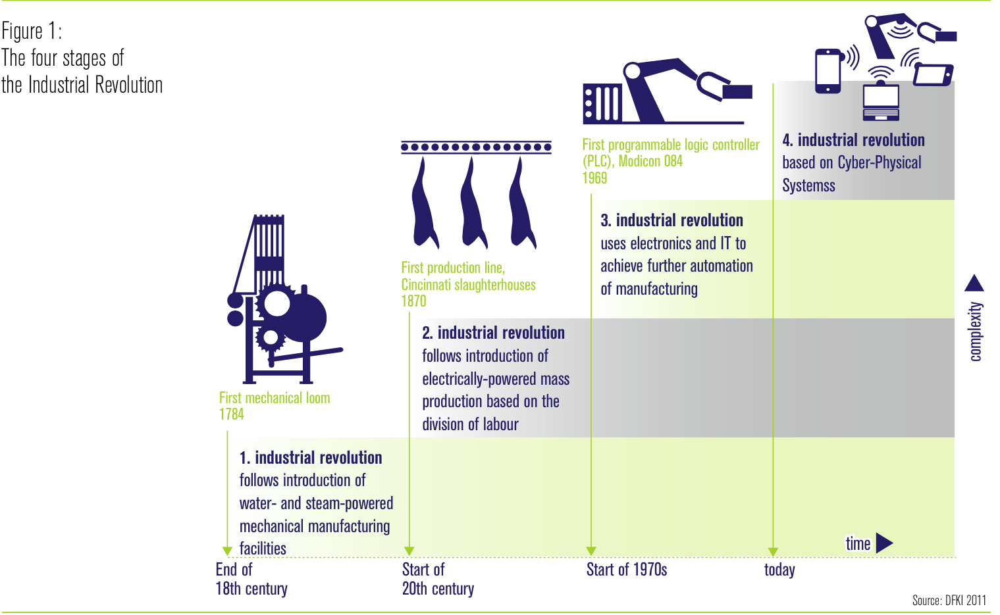 Figure 1:
The four stages of
the Industrial Revolution
First mechanical loom
1784
First production line,
Cincinnati slaughterhouses
1870
First programmable logic controller
(PLC), Modicon 084
1969
4. industrial revolution
based on Cyber-Physical
Systemss
3. industrial revolution
uses electronics and IT to
achieve further automation
of manufacturing
2. industrial revolution
follows introduction of
electrically-powered mass
production based on the
division of labour
1. industrial revolution
follows introduction of
water- and steam-powered
mechanical manufacturing
facilities
complexity
time
End of
18th century
Start of
20th century
Start of 1970s
today
Source: DFKI 2011